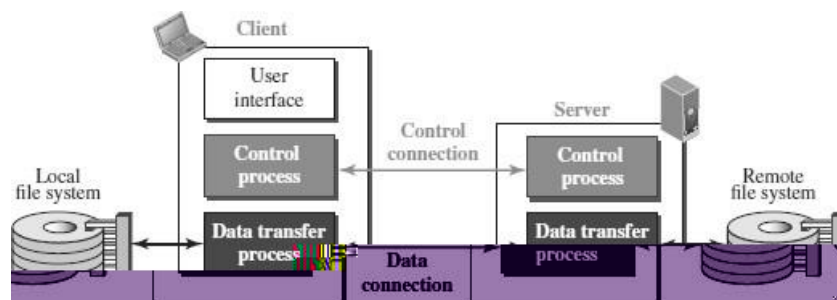 Client
User
interface
Server
Control
connection
Control
process
Control
process
Local
file system
Remote
file system
Data transfer
process
Data transfer
process
Data
connection